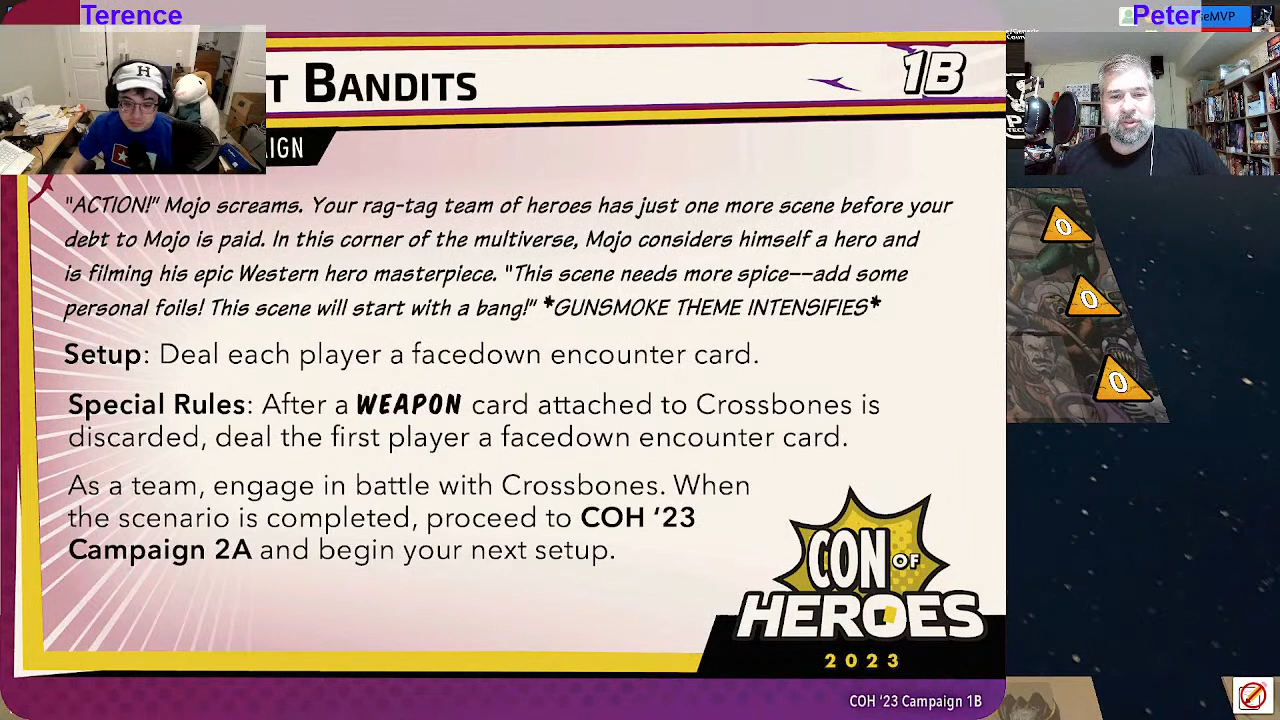 Terence
Peter
eMVP
T BANDITS
1B
IGN
"ACTION!" Mojo screams. Your rag-tag team of heroes has just one more scene before your
debt to Mojo is paid. In this corner of the multiverse, Mojo considers himself a hero and
is filming his epic Western hero masterpiece. "This scene needs more spice––add some
personal foils! This scene will start with a bang!" *GUNSMOKE THEME INTENSIFIES*
Setup: Deal each player a facedown encounter card.
Special Rules: After a WEAPON card attached to Crossbones is
discarded, deal the first player a facedown encounter card.
As a team, engage in battle with Crossbones. When
the scenario is completed, proceed to COH ’23
Campaign 2A and begin your next setup.
CON OF
HEROES
2023
COH ’23 Campaign 1B
0
0
0
H